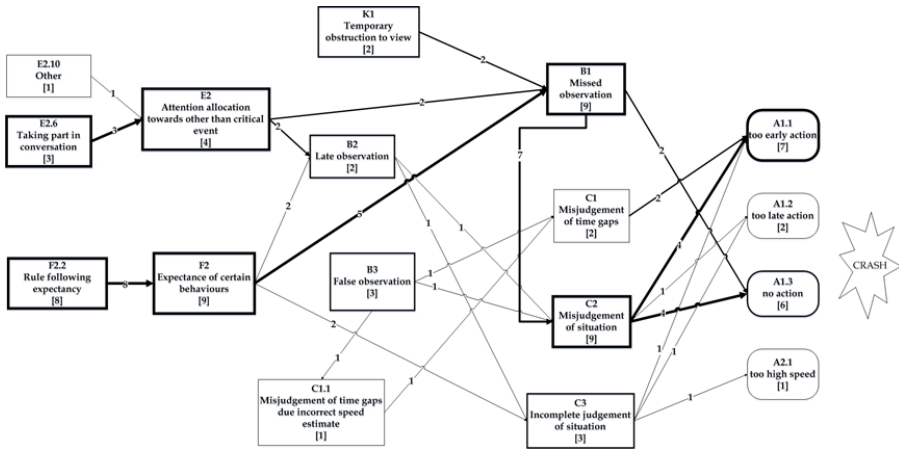 K1
Temporary
obstruction to view
[2]
E2.10
Other
[1]
E2.6
Taking part in
conversation
[3]
E2
Attention allocation
towards other than critical
event
[4]
B1
Missed
observation
[9]
B2
Late observation
[2]
A1.1
too early action
[7]
C1
Misjudgement
of time gaps
[2]
A1.2
too late action
[2]
F2.2
Rule following
expectancy
[8]
F2
Expectance of certain
behaviours
[9]
B3
False observation
[3]
C2
Misjudgement
of situation
[9]
A1.3
no action
[6]
CRASH
C1.1
Misjudgement of time gaps
due incorrect speed
estimate
[1]
C3
Incomplete judgement
of situation
[3]
A2.1
too high speed
[1]
2
1
3
2
2
7
2
2
5
1
1
2
4
1
1
1
4
2
1
1
1
1
1